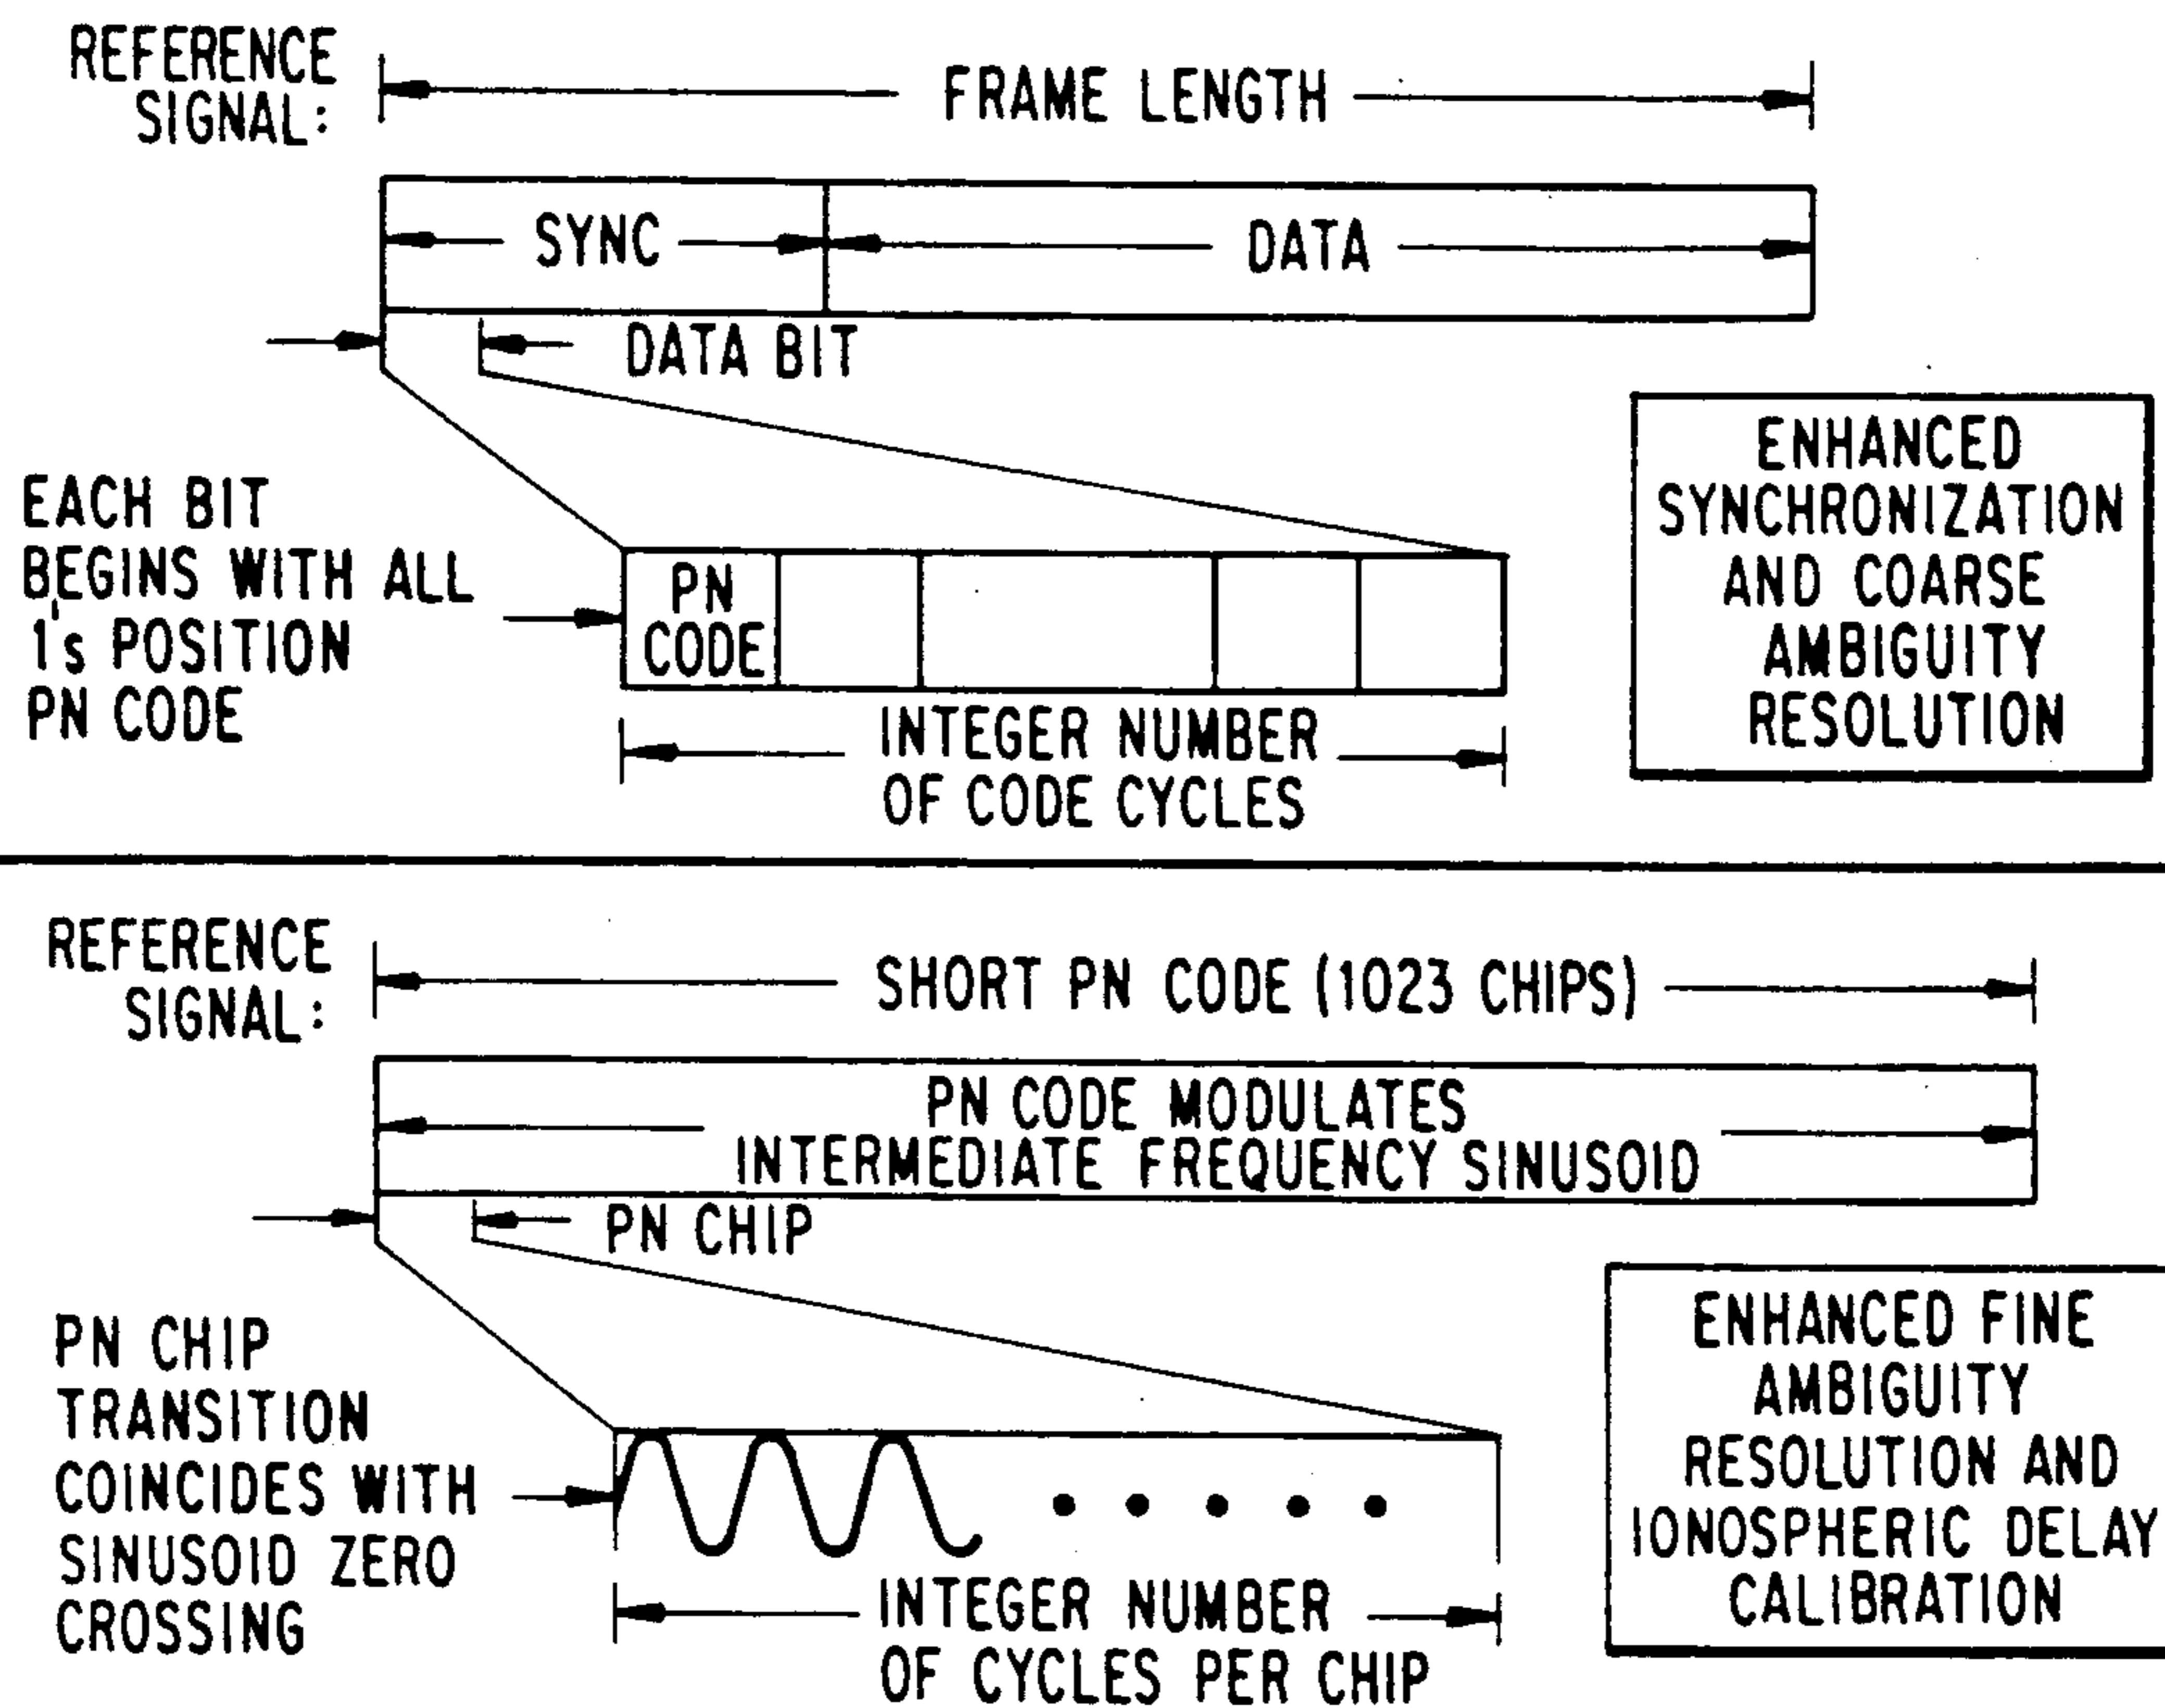 REFERENCE
SIGNAL:
FRAME LENGTH
SYNC
DATA
DATA BIT
EACH BIT
BEGINS WITH ALL
1's POSITION
PN CODE
PN
CODE
INTEGER NUMBER
OF CODE CYCLES
ENHANCED
SYNCHRONIZATION
AND COARSE
AMBIGUITY
RESOLUTION
REFERENCE
SIGNAL:
SHORT PN CODE (1023 CHIPS)
PN CODE MODULATES
INTERMEDIATE FREQUENCY SINUSOID
PN CHIP
PN CHIP
TRANSITION
COINCIDES WITH
SINUSOID ZERO
CROSSING
INTEGER NUMBER
OF CYCLES PER CHIP
ENHANCED FINE
AMBIGUITY
RESOLUTION AND
IONOSPHERIC DELAY
CALIBRATION